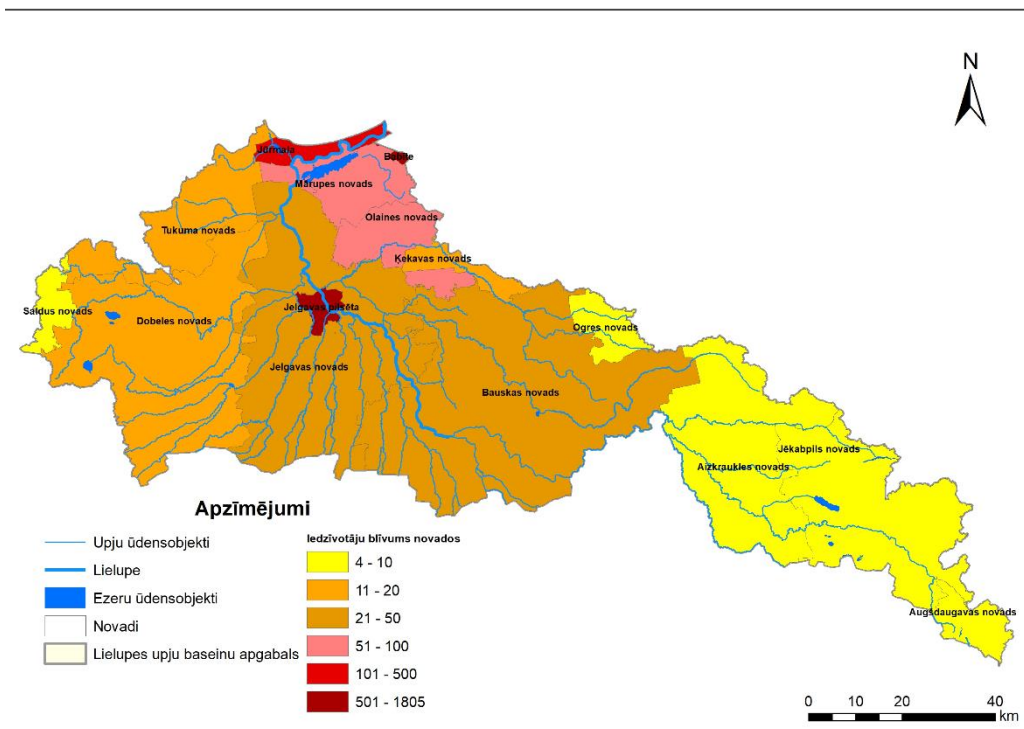 N
Jūrmala
Babīte
Mārupes novads
Olaines novads
Tukuma novads
Ķekavas novads
Saldus novads
Jelgavas pilsēta
Dobeles novads
Ogres novads
Jelgavas novads
Bauskas novads
Jēkabpils novads
Aizkraukles novads
Augšdaugavas novads
Apzīmējumi
Upju ūdensobjekti
Lielupe
Ezeru ūdensobjekti
Novadi
Lielupes upju baseinu apgabals
Iedzīvotāju blīvums novados
4 - 10
11 - 20
21 - 50
51 - 100
101 - 500
501 - 1805
0 10 20 40
km